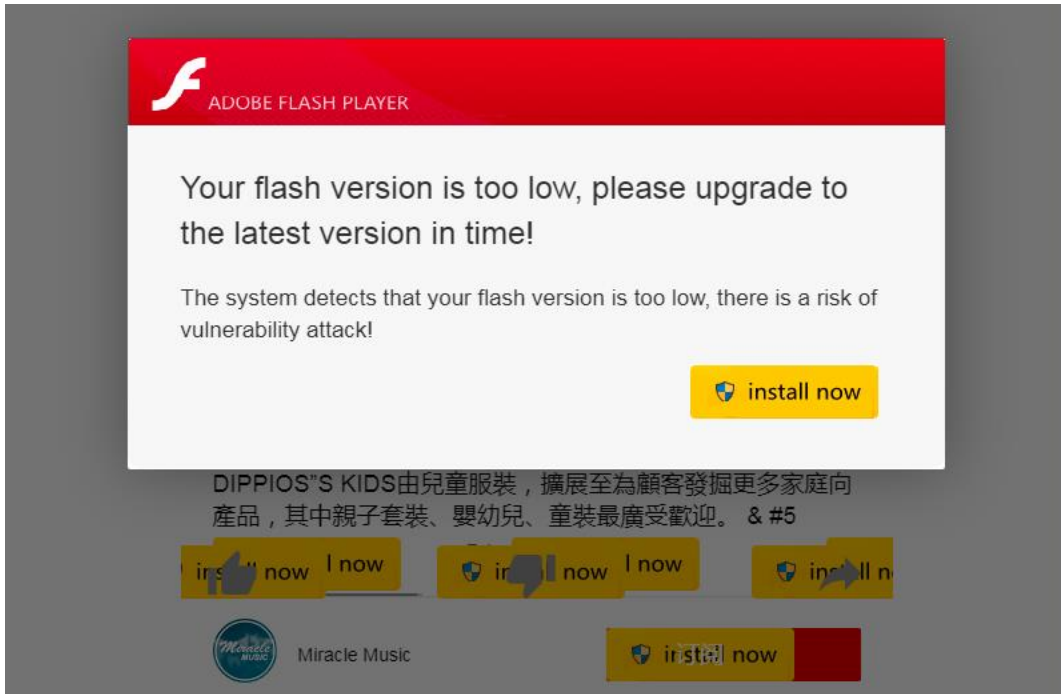 ADOBE FLASH PLAYER
Your flash version is too low, please upgrade to
the latest version in time!
The system detects that your flash version is too low, there is a risk of
vulnerability attack!
install now
DIPPIOS"S KIDS由兒童服裝，擴展至為顧客發掘更多家庭向
產品，其中親子套裝、嬰幼兒、童裝最廣受歡迎。 & #5
now l now now l now
Miracle Music
Miracle Music
now